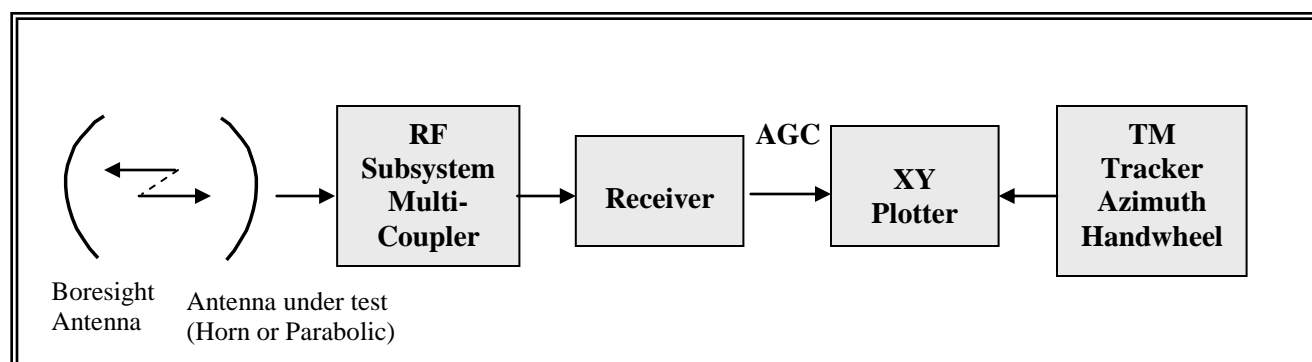 Boresight
Antenna
Antenna under test
(Horn or Parabolic)
RF
Subsystem
Multi-
Coupler
Receiver
AGC
XY
Plotter
TM
Tracker
Azimuth
Handwheel